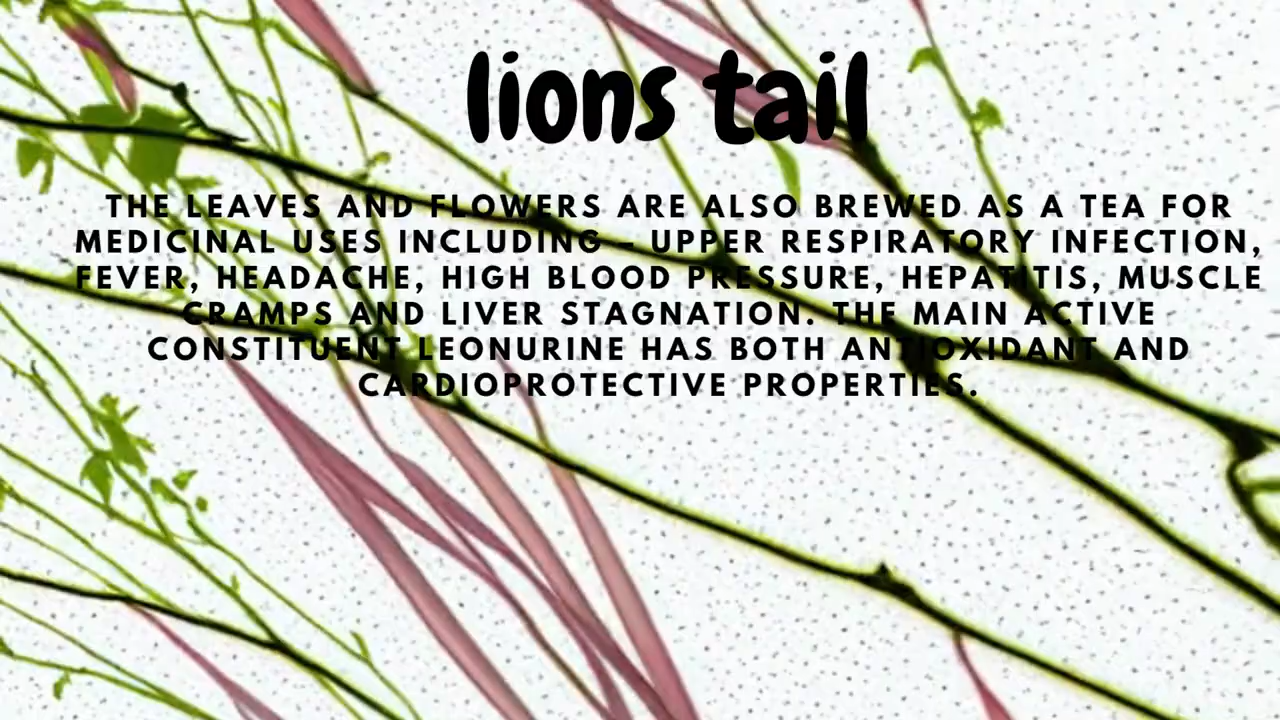 lions tail
THE LEAVES AND FLOWERS ARE ALSO BREWED AS A TEA FOR
MEDICINAL USES INCLUDING – UPPER RESPIRATORY INFECTION,
FEVER, HEADACHE, HIGH BLOOD PRESSURE, HEPATITIS, MUSCLE
CRAMPS AND LIVER STAGNATION. THE MAIN ACTIVE
CONSTITUENT LEONURINE HAS BOTH ANTIOXIDANT AND
CARDIOPROTECTIVE PROPERTIES.